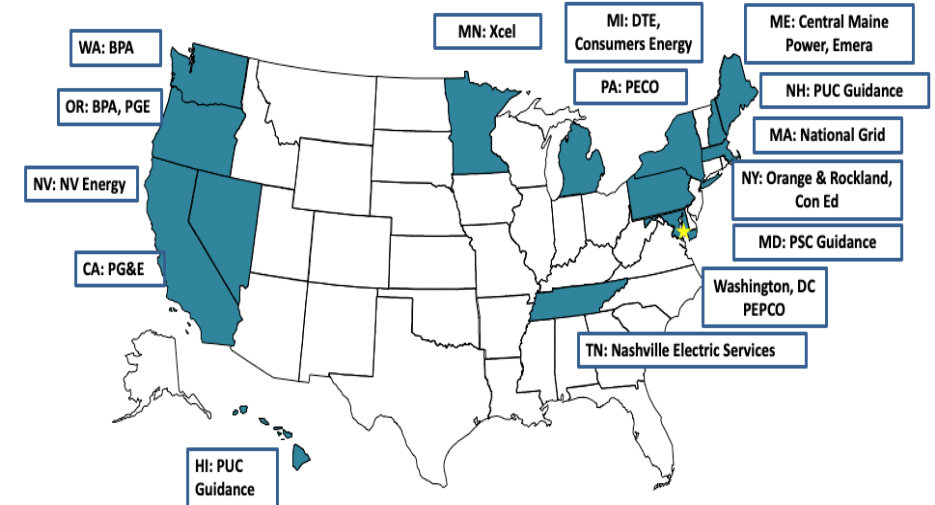 WA: BPA
OR: BPA, PGE
NV: NV Energy
CA: PG&E
HI: PUC
Guidance
MN: Xcel
MI: DTE,
Consumers Energy
PA: PECO
ME: Central Maine
Power, Emera
NH: PUC Guidance
MA: National Grid
NY: Orange & Rockland,
Con Ed
MD: PSC Guidance
Washington, DC
PEPCO
TN: Nashville Electric Services